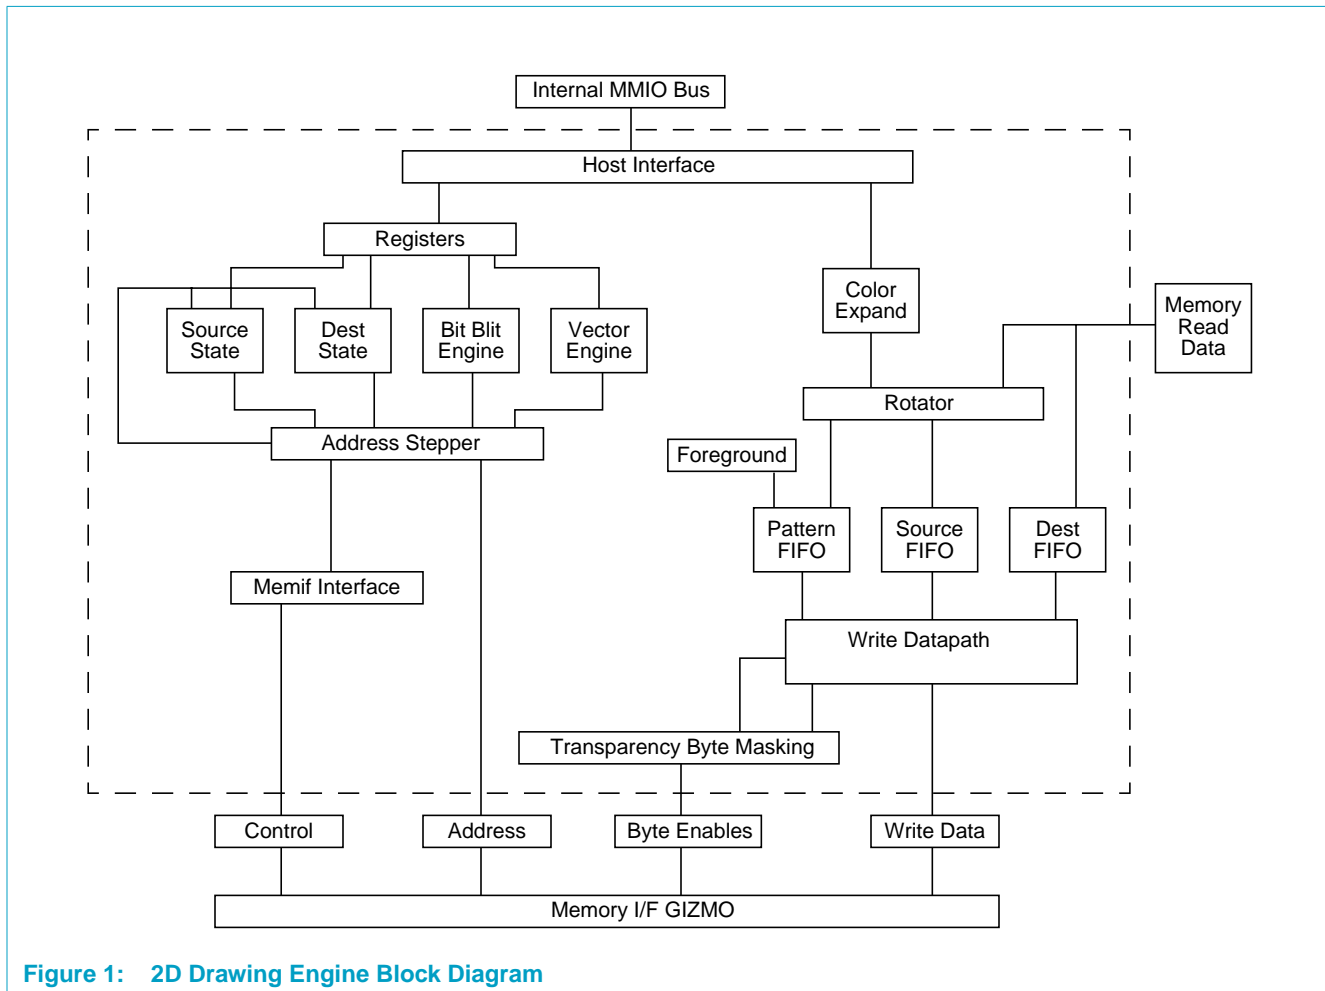 Internal MMIO Bus
Host Interface
Registers
Color
Expand
Memory
Read
Data
Source
State
Dest
State
Bit Blit
Engine
Vector
Engine
Rotator
Address Stepper
Foreground
Pattern
FIFO
Source
FIFO
Dest
FIFO
Memif Interface
Write Datapath
Transparency Byte Masking
Control
Address
Byte Enables
Write Data
Memory I/F GIZMO
Figure 1: 2D Drawing Engine Block Diagram